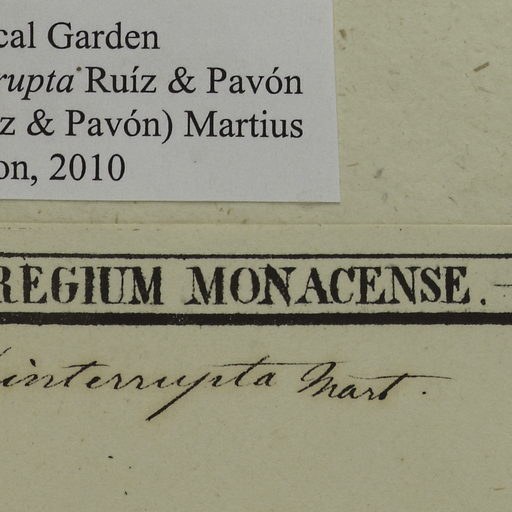 cal Garden
rupta Ruíz & Pavón
z & Pavón) Martius
on, 2010
REGIUM MONACENSE.
interrupta Mart.